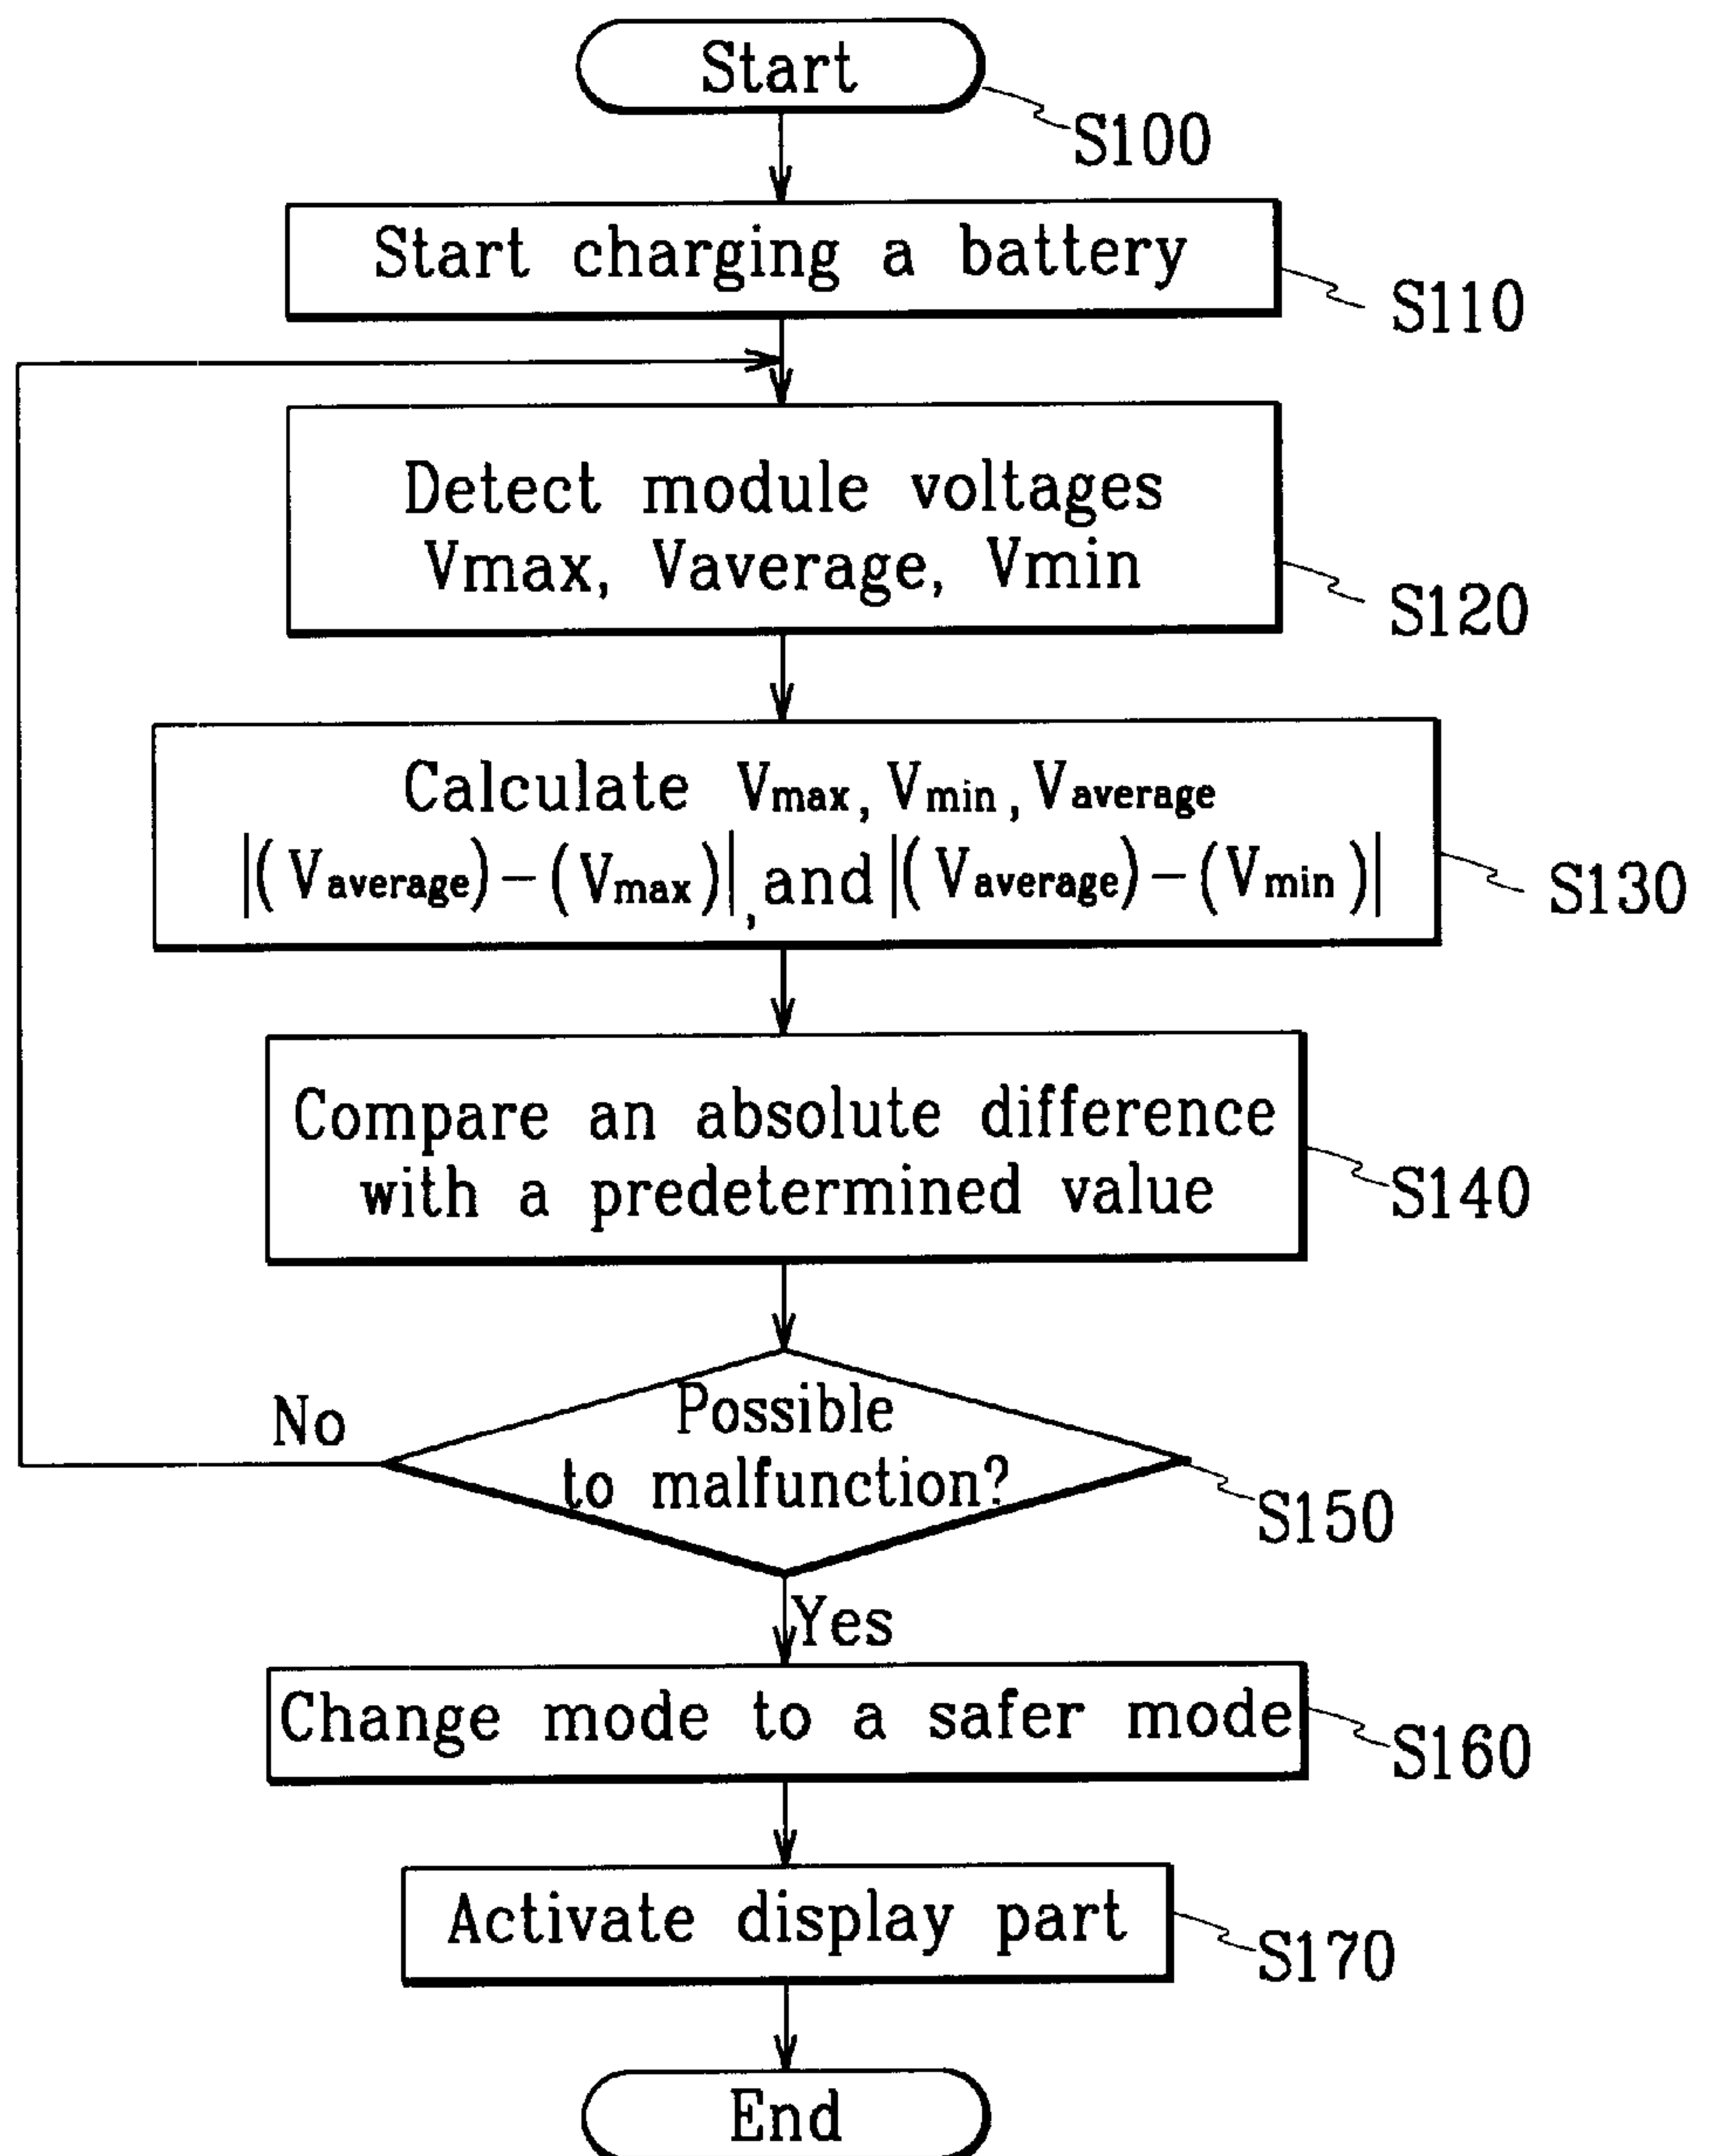 Start
S100
Start charging a battery
S110
Detect module voltages
Vmax, Vaverage, Vmin
S120
Calculate Vmax, Vmin, Vaverage
|(Vaverage)-(Vmax)|, and |(Vaverage)-(Vmin)|
S130
Compare an absolute difference
with a predetermined value
S140
Possible
to malfunction?
No
S150
Yes
Change mode to a safer mode
S160
Activate display part
S170
End